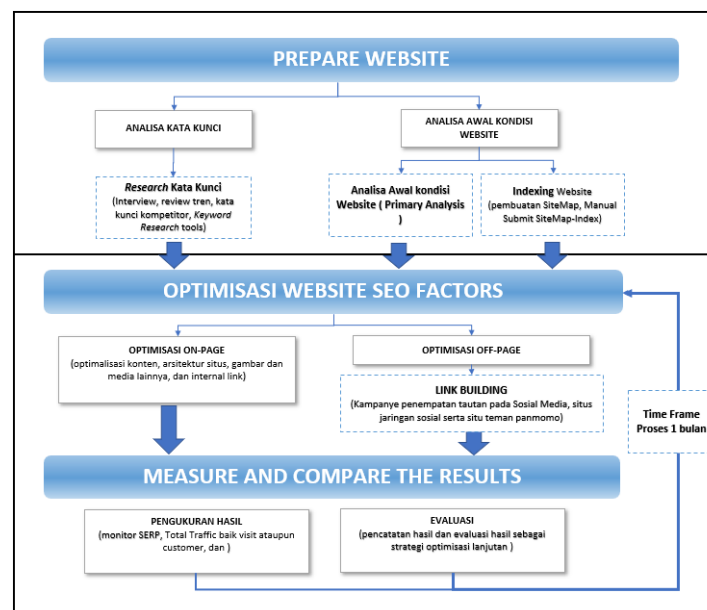 PREPARE WEBSITE
ANALISA KATA KUNCI
ANALISA AWAL KONDISI
WEBSITE
Research Kata Kunci
(Interview, review tren, kata
kunci kompetitor, Keyword
Research tools)
Analisa Awal kondisi
Website ( Primary Analysis
)
Indexing Website
(pembuatan SiteMap, Manual
Submit SiteMap-Index)
OPTIMISASI WEBSITE SEO FACTORS
OPTIMISASI ON-PAGE
(optimalisasi konten, arsitektur situs, gambar dan
media lainnya, dan internal link)
OPTIMISASI OFF-PAGE
LINK BUILDING
(Kampanye penempatan tautan pada Sosial Media, situs
jaringan sosial serta situ teman panmomo)
Time Frame
Proses 1 bulan
MEASURE AND COMPARE THE RESULTS
PENGUKURAN HASIL
(monitor SERP, Total Traffic baik visit ataupun
customer, dan )
EVALUASI
(pencatatan hasil dan evaluasi hasil sebagai
strategi optimisasi lanjutan )